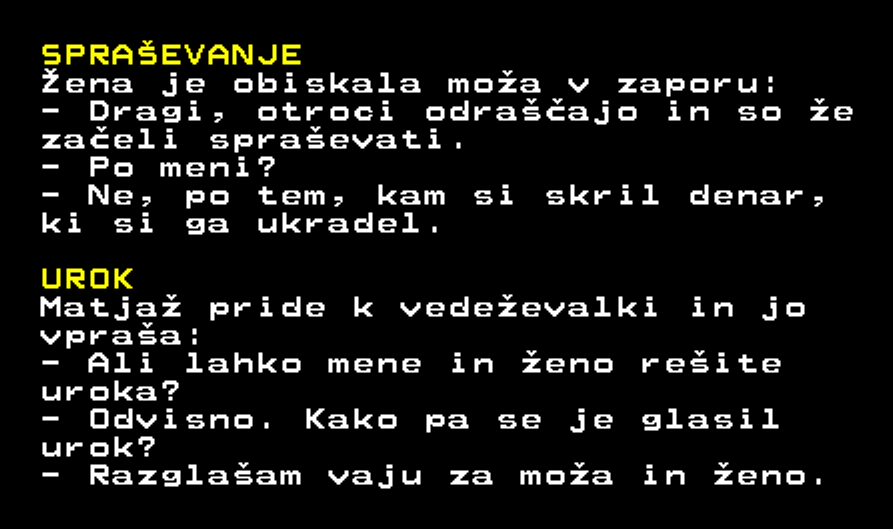 SPRAŠEVANJE
Žena je obiskala moža v zaporu:
- Dragi, otroci odraščajo in so že
začeli spraševati.
- Po meni?
- Ne, po tem, kam si skril denar,
ki si ga ukradel.
UROK
Matjaž pride k vedeževalki in jo
vpraša:
- Ali lahko mene in ženo rešite
uroka?
- Odvisno. Kako pa se je glasil
urok?
- Razglašam vaju za moža in ženo.